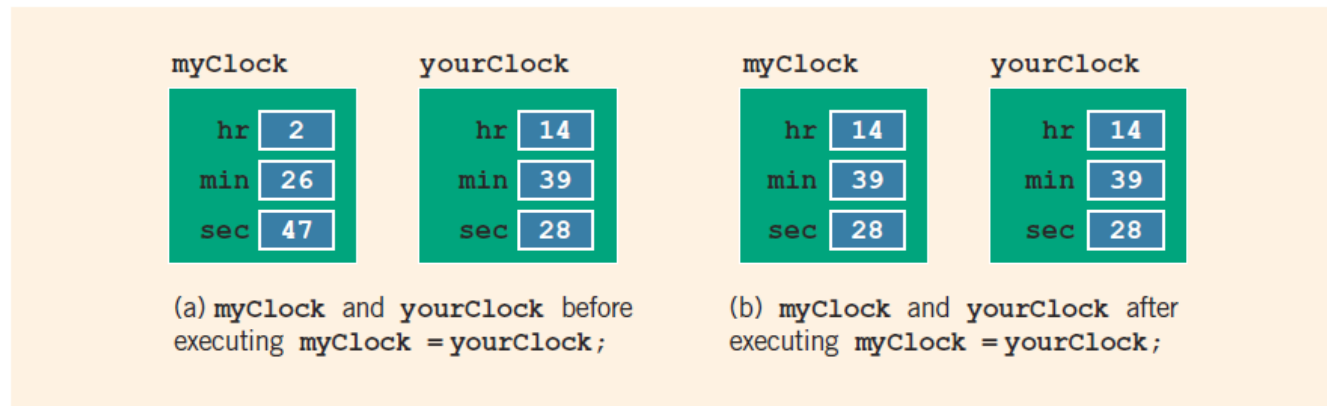 myClock yourClock myClock yourClock
hr 2 hr 14 hr 14 hr 14
min 26 min 39 min 39 min 39
sec 47 sec 28 sec 28 sec 28
(a) myClock and yourClock before
executing myClock = yourClock;
(b) myClock and yourClock after
executing myClock = yourClock;